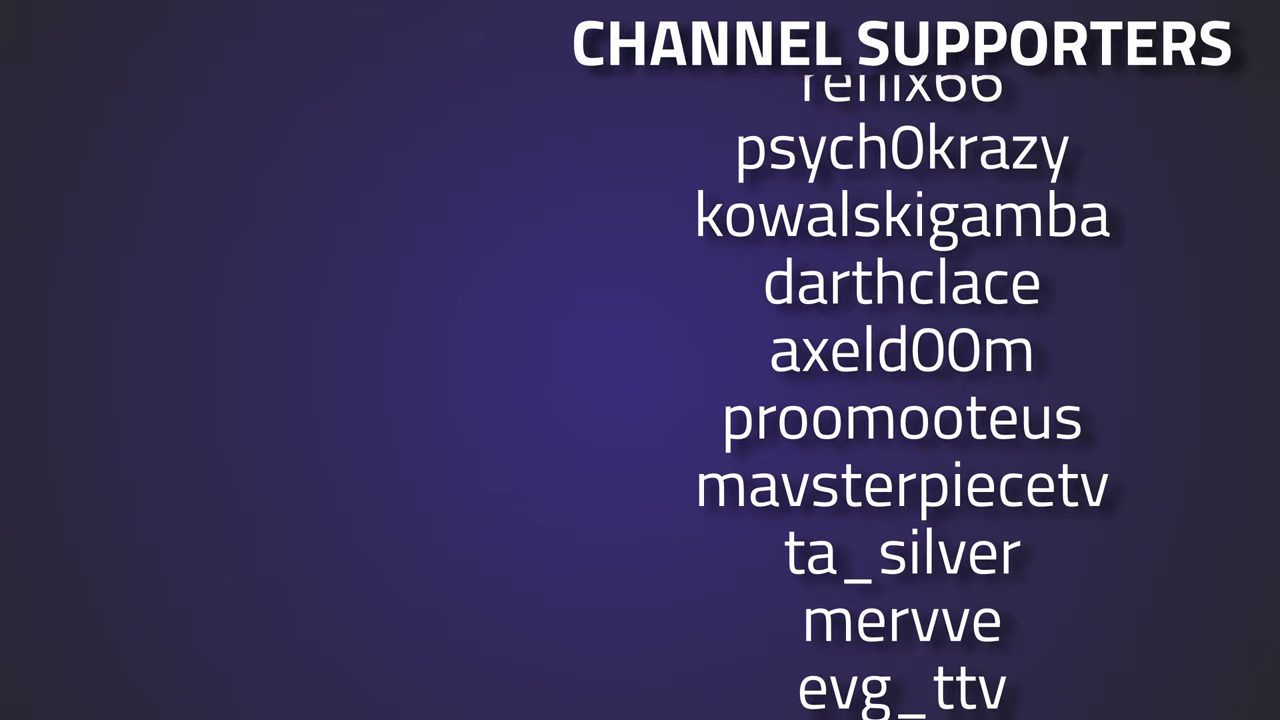 CHANNEL SUPPORTERS
psych0krazy
kowalskigamba
darthclace
axeld00m
proomooteus
mavsterpiecetv
ta_silver
mervve
evg_ttv